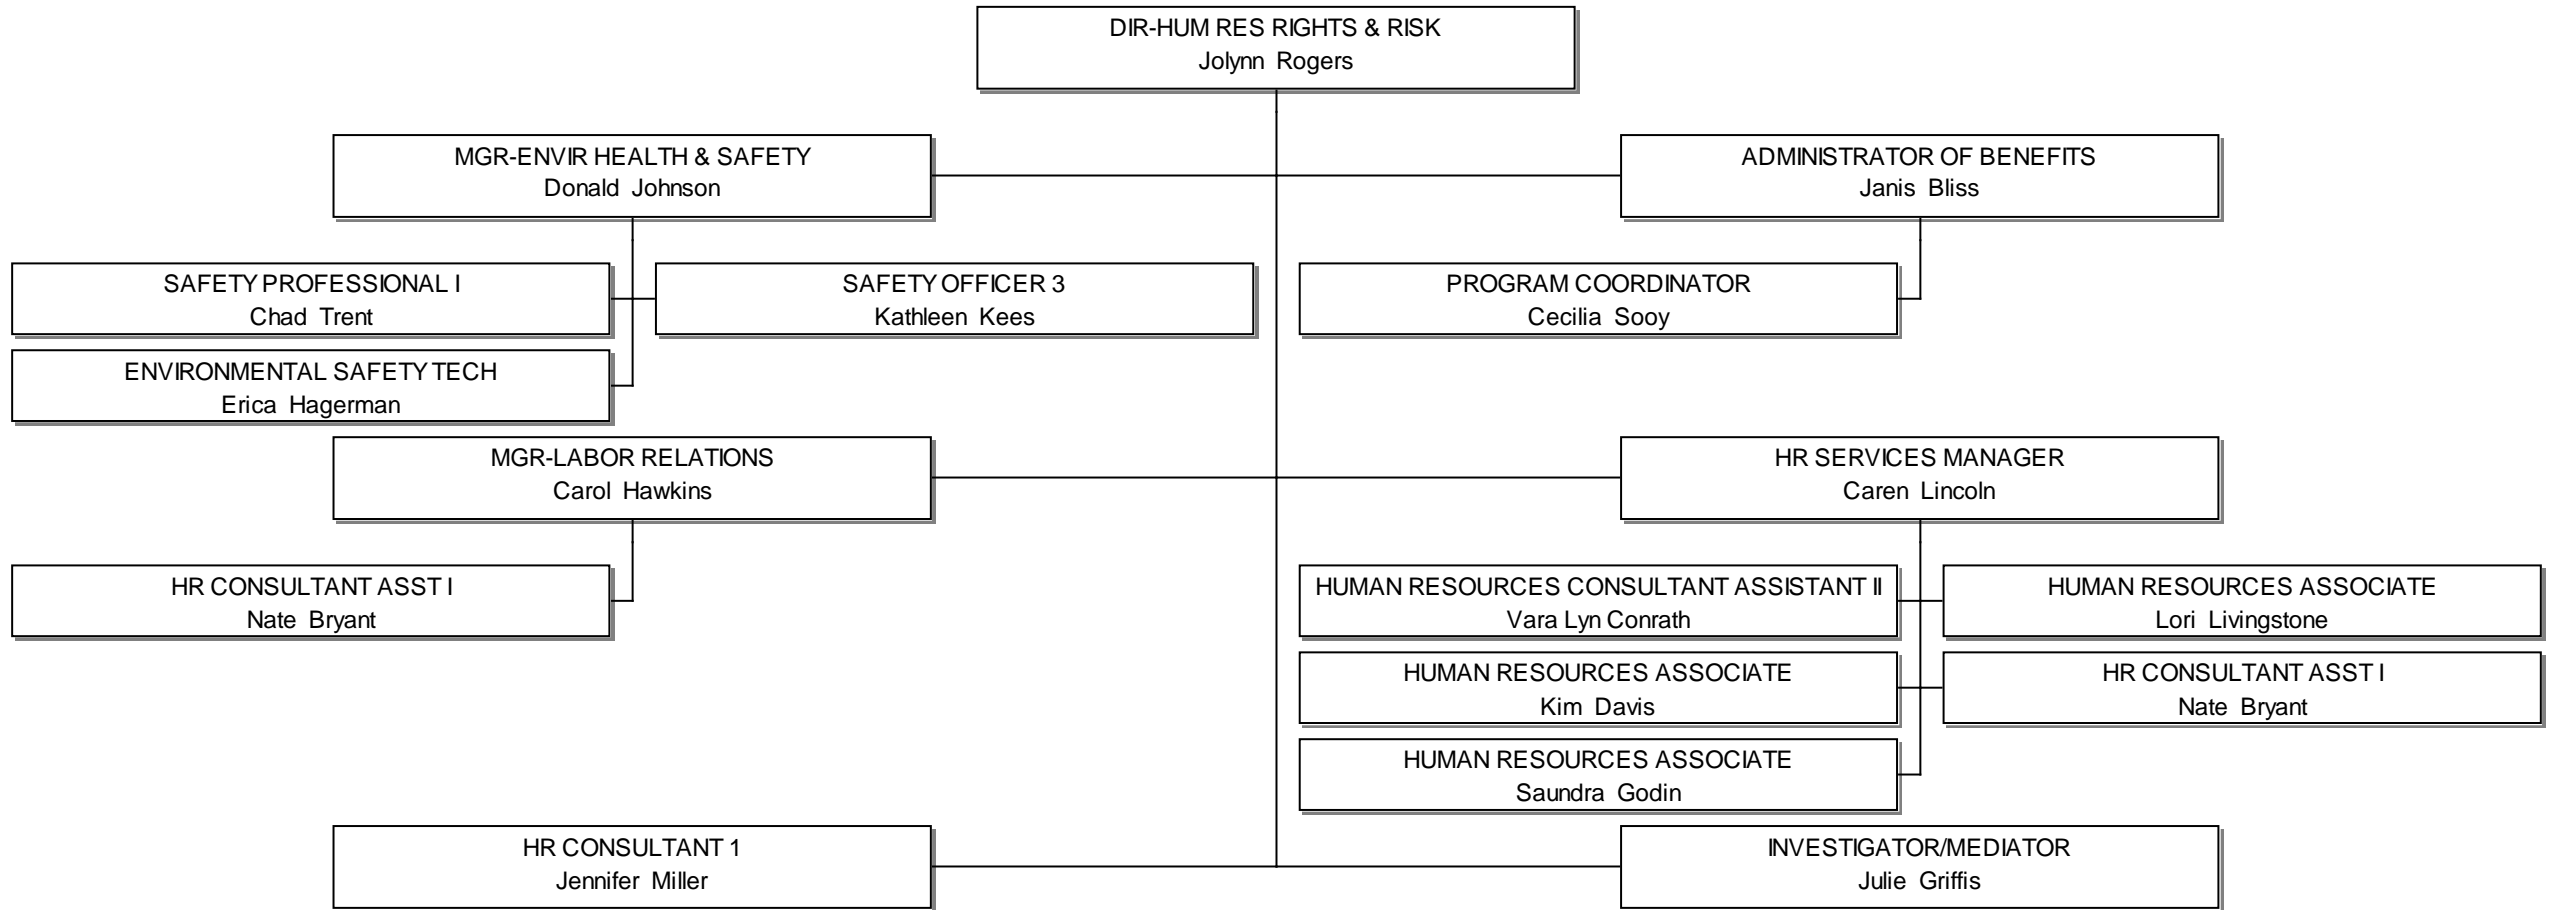 DIR-HUM RES RIGHTS & RISK
Jolynn Rogers
MGR-ENVIR HEALTH & SAFETY
Donald Johnson
ADMINISTRATOR OF BENEFITS
Janis Bliss
SAFETY PROFESSIONAL I
Chad Trent
SAFETY OFFICER 3
Kathleen Kees
PROGRAM COORDINATOR
Cecilia Sooy
ENVIRONMENTAL SAFETY TECH
Erica Hagerman
MGR-LABOR RELATIONS
Carol Hawkins
HR SERVICES MANAGER
Caren Lincoln
HR CONSULTANT ASST I
Nate Bryant
HUMAN RESOURCES CONSULTANT ASSISTANT II
Vara Lyn Conrath
HUMAN RESOURCES ASSOCIATE
Lori Livingstone
HUMAN RESOURCES ASSOCIATE
Kim Davis
HR CONSULTANT ASST I
Nate Bryant
HUMAN RESOURCES ASSOCIATE
Saundra Godin
HR CONSULTANT 1
Jennifer Miller
INVESTIGATOR/MEDIATOR
Julie Griffis